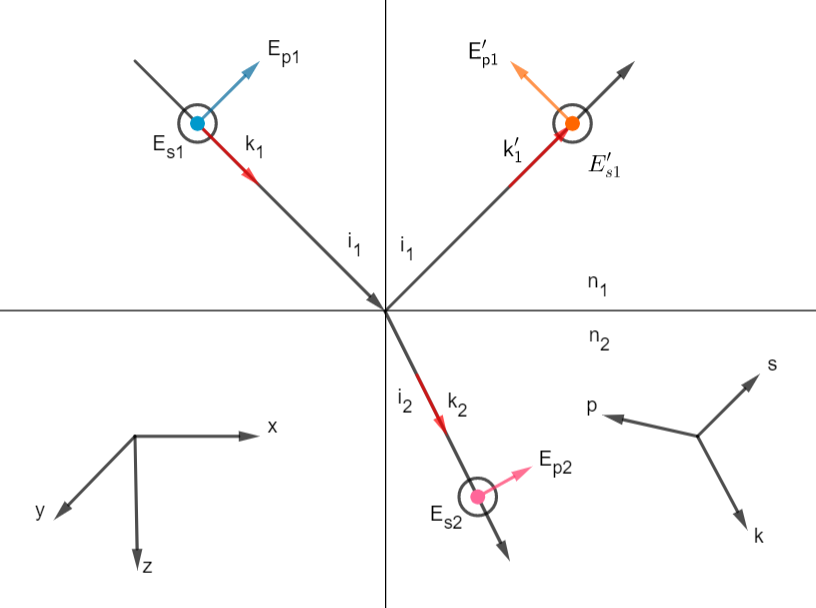 E_p1
E′_p1
E_s1
k_1
k′_1
E′_s1
i_1
i_1
n_1
n_2
s
i_2
k_2
p
x
E_p2
y
E_s2
k
z